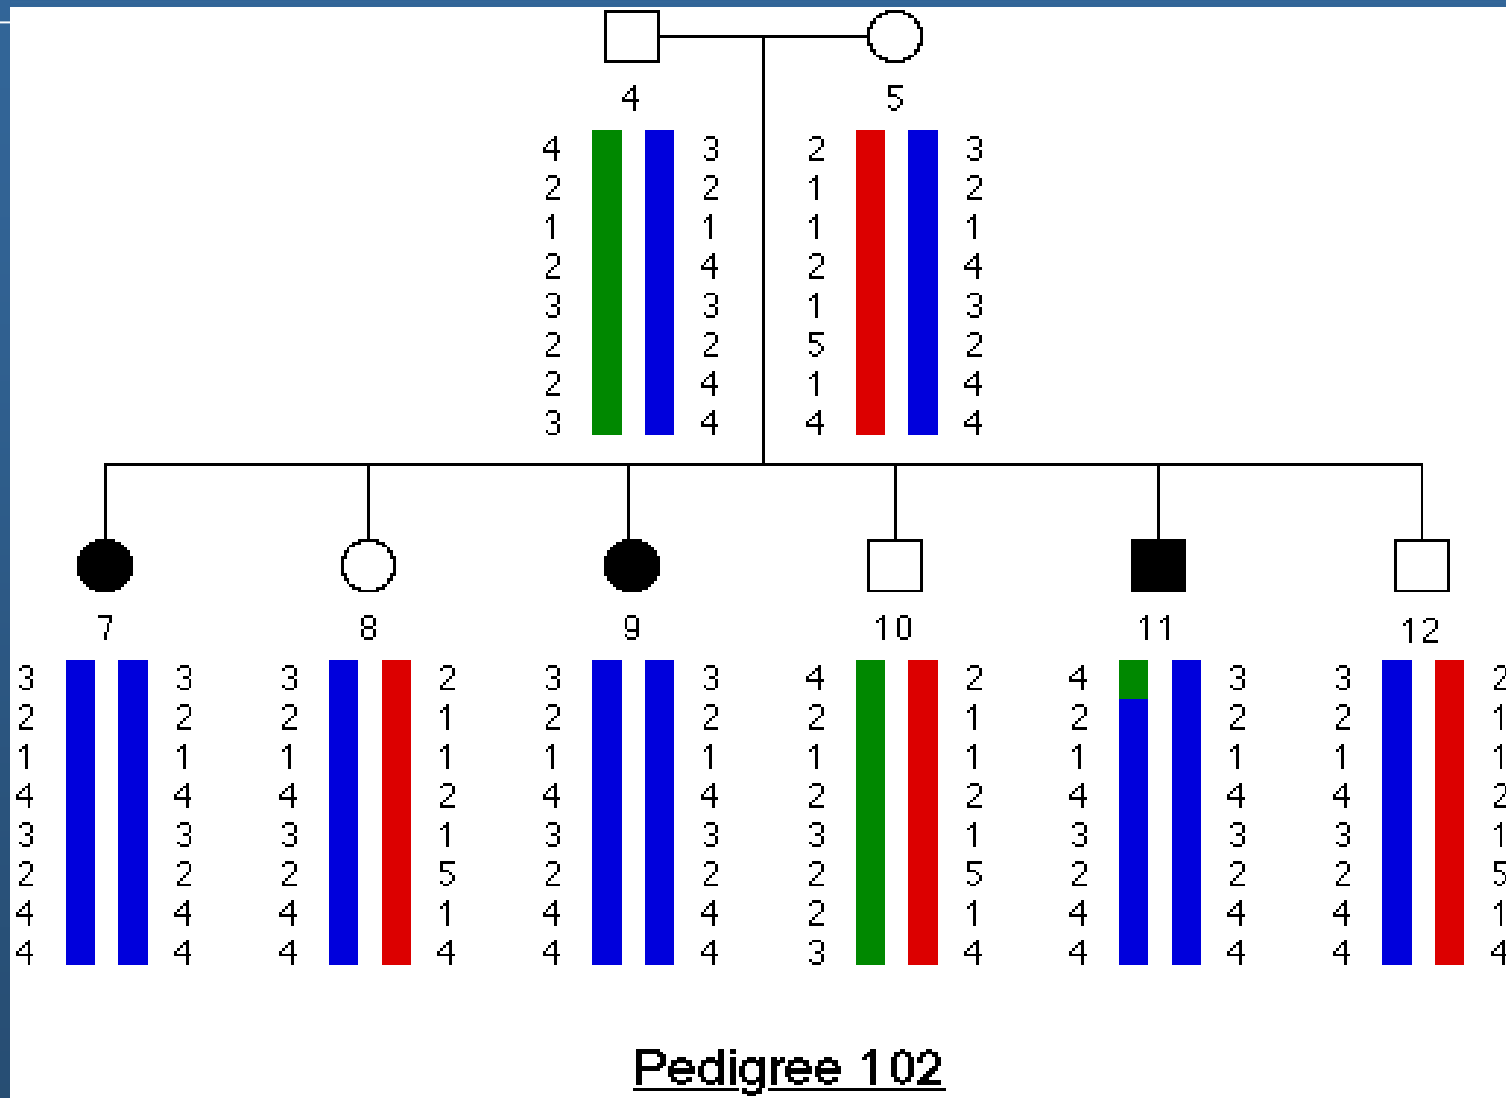 4 5
4 3 2 3
2 2 1 2
1 1 1 1
2 4 2 4
3 3 1 3
2 2 5 2
2 4 1 4
3 4 4 4
7 8 9 10 11 12
3 3 3 2 3 3 4 2 4 3 3 2
2 2 2 1 2 2 2 1 2 2 2 1
1 1 1 1 1 1 1 1 1 1 1 1
4 4 4 2 4 4 2 2 4 4 4 2
3 3 3 1 3 3 3 1 3 3 3 1
2 2 2 5 2 2 2 5 2 2 2 5
4 4 4 1 4 4 2 1 4 4 4 1
4 4 4 4 4 4 3 4 4 4 4 4
Pedigree 102